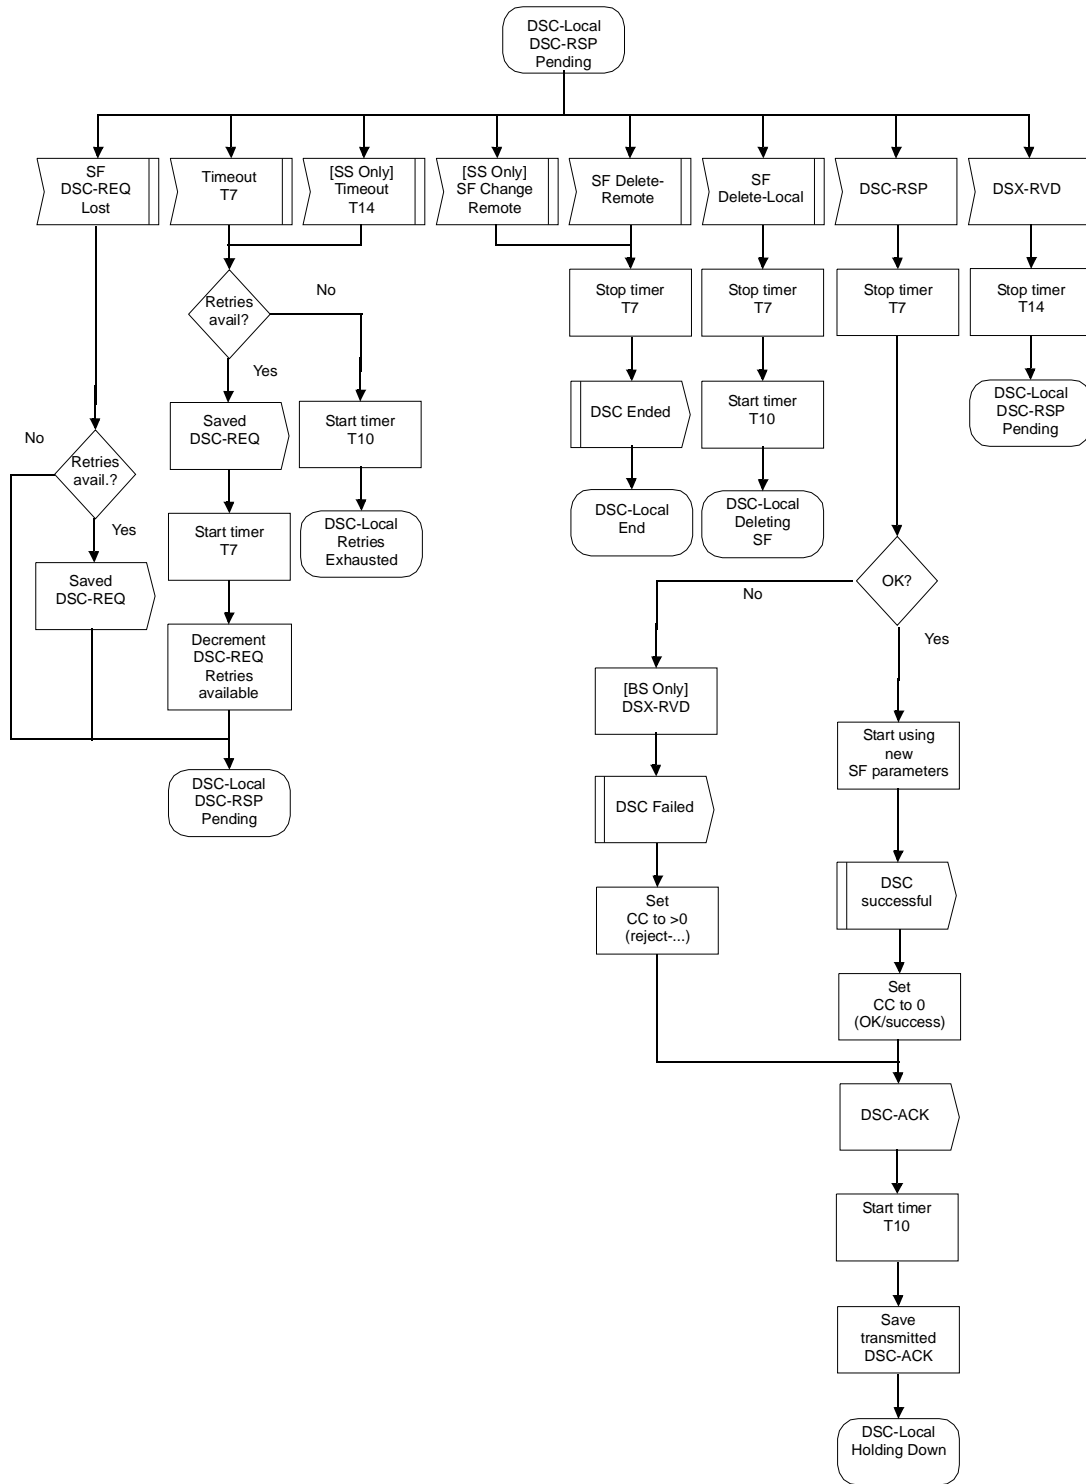 DSC-Local
DSC-RSP
Pending
SF
DSC-REQ
Lost
Timeout
T7
[SS Only]
Timeout
T14
[SS Only]
SF Change
Remote
SF Delete-
Remote
SF
Delete-Local
DSC-RSP
DSX-RVD
Retries
avail?
No
Yes
Stop timer
T7
Stop timer
T7
Stop timer
T7
Stop timer
T14
Saved
DSC-REQ
Start timer
T10
DSC Ended
Start timer
T10
DSC-Local
DSC-RSP
Pending
No
Retries
avail.?
Yes
Start timer
T7
DSC-Local
Retries
Exhausted
DSC-Local
End
DSC-Local
Deleting
SF
Saved
DSC-REQ
OK?
No
Yes
Decrement
DSC-REQ
Retries
available
[BS Only]
DSX-RVD
Start using
new
SF parameters
DSC-Local
DSC-RSP
Pending
DSC Failed
DSC
successful
Set
CC to >0
(reject-...)
Set
CC to 0
(OK/success)
DSC-ACK
Start timer
T10
Save
transmitted
DSC-ACK
DSC-Local
Holding Down